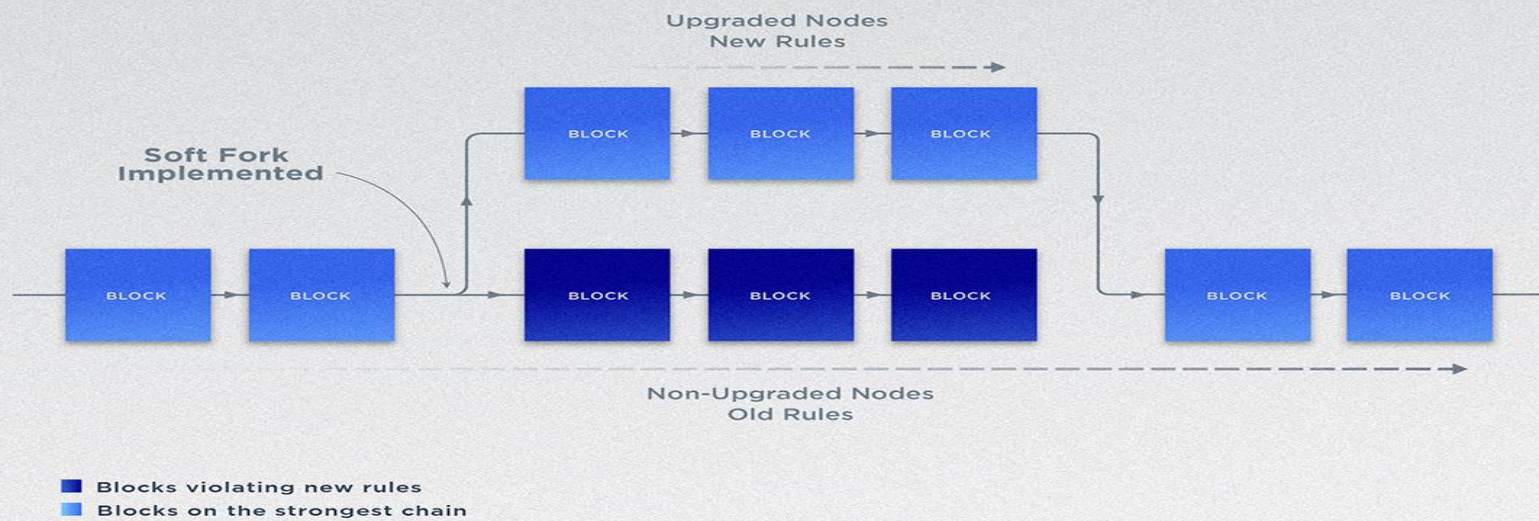 Upgraded Nodes
New Rules
BLOCK
BLOCK
BLOCK
Soft Fork
Implemented
BLOCK
BLOCK
BLOCK
BLOCK
BLOCK
BLOCK
BLOCK
Non-Upgraded Nodes
Old Rules
Blocks violating new rules
Blocks on the strongest chain